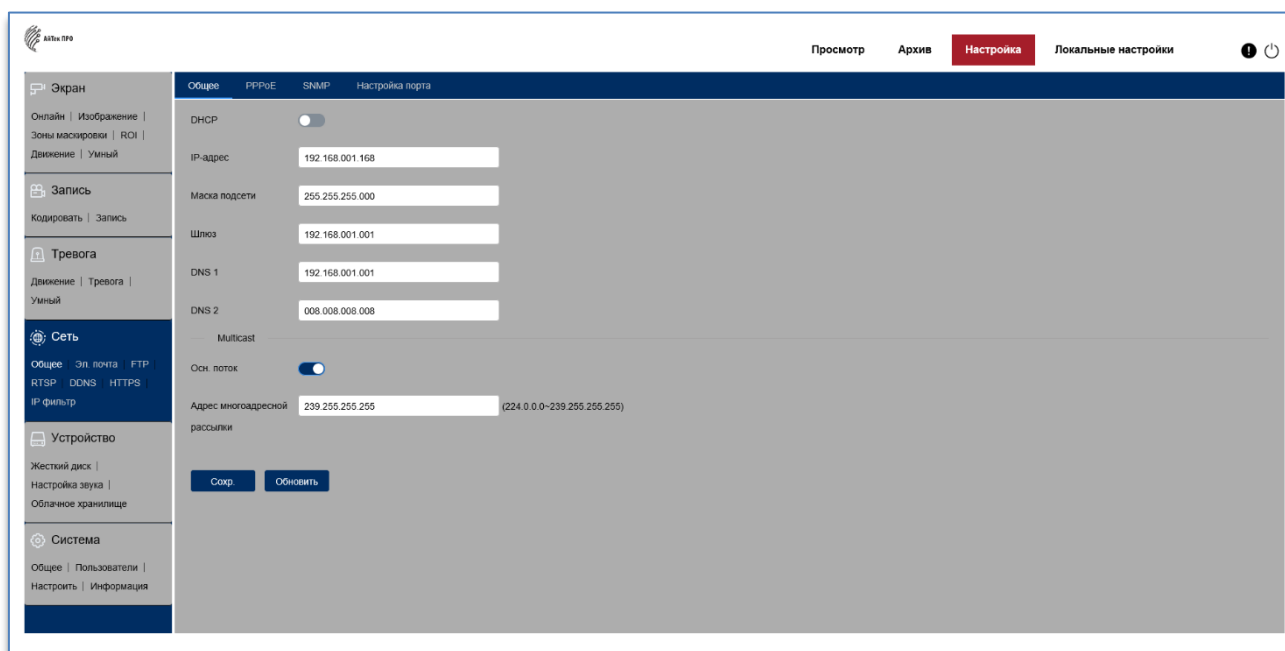 АйТек ПРО
Просмотр Архив Настройка Локальные настройки
Экран
Онлайн | Изображение |
Зоны маскировки | ROI |
Движение | Умный
Запись
Кодировать | Запись
Тревога
Движение | Тревога |
Умный
Сеть
Общее | Эл. почта | FTP |
RTSP | DDNS | HTTPS |
IP фильтр
Устройство
Жесткий диск |
Настройка звука |
Облачное хранилище
Система
Общее | Пользователи |
Настроить | Информация
Общее PPPoE SNMP Настройка порта
DHCP
IP-адрес 192.168.001.168
Маска подсети 255.255.255.000
Шлюз 192.168.001.001
DNS 1 192.168.001.001
DNS 2 008.008.008.008
Multicast
Осн. поток
Адрес многоадресной 239.255.255.255 (224.0.0.0~239.255.255.255)
рассылки
Сохр. Обновить